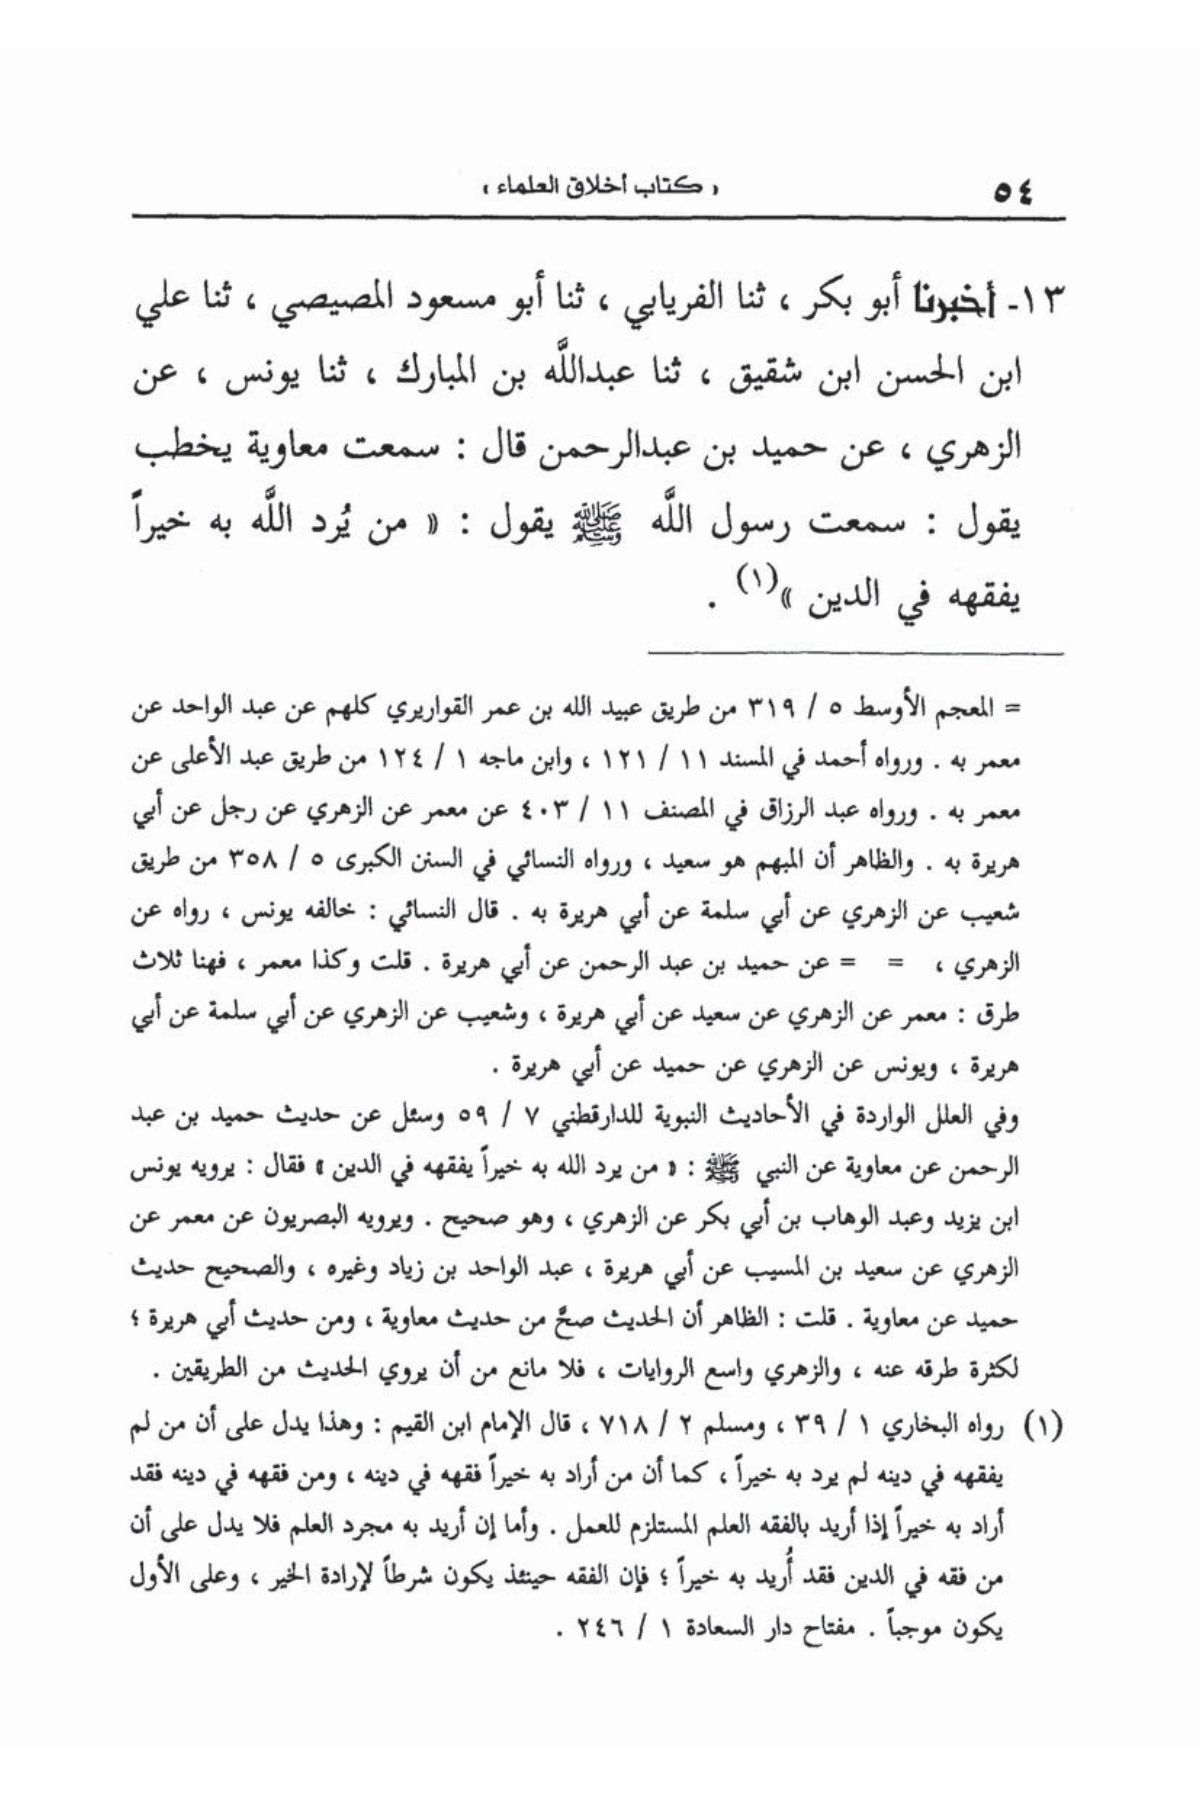 ٥٤
« كتاب أخلاق العلماء »
١٣- أخبرنا أبو بكر ، ثنا الفريابي ، ثنا أبو مسعود المصيصي ، ثنا علي
ابن الحسن ابن شقيق ، ثنا عبداللَّه بن المبارك ، ثنا يونس ، عن
الزهري ، عن حميد بن عبدالرحمن قال : سمعت معاوية يخطب
يقول : سمعت رسول اللَّه ﷺ يقول : « من يُرد اللَّه به خيراً
يفقهه في الدين »(١) .
= المعجم الأوسط ٥ / ٣١٩ من طريق عبيد الله بن عمر القواريري كلهم عن عبد الواحد عن
معمر به . ورواه أحمد في المسند ١١ / ١٢١ ، وابن ماجه ١ / ١٢٤ من طريق عبد الأعلى عن
معمر به . ورواه عبد الرزاق في المصنف ١١ / ٤٠٣ عن معمر عن الزهري عن رجل عن أبي
هريرة به . والظاهر أن المبهم هو سعيد ، ورواه النسائي في السنن الكبرى ٥ / ٣٥٨ من طريق
شعيب عن الزهري عن أبي سلمة عن أبي هريرة به . قال النسائي : خالفه يونس ، رواه عن
الزهري ، = = عن حميد بن عبد الرحمن عن أبي هريرة . قلت وكذا معمر ، فهنا ثلاث
طرق : معمر عن الزهري عن سعيد عن أبي هريرة ، وشعيب عن الزهري عن أبي سلمة عن أبي
هريرة ، ويونس عن الزهري عن حميد عن أبي هريرة .
وفي العلل الواردة في الأحاديث النبوية للدارقطني ٧ / ٥٩ وسئل عن حديث حميد بن عبد
الرحمن عن معاوية عن النبي ﷺ : « من يرد الله به خيراً يفقهه في الدين » فقال : يرويه يونس
ابن يزيد وعبد الوهاب بن أبي بكر عن الزهري ، وهو صحيح . ويرويه البصريون عن معمر عن
الزهري عن سعيد بن المسيب عن أبي هريرة ، عبد الواحد بن زياد وغيره ، والصحيح حديث
حميد عن معاوية . قلت : الظاهر أن الحديث صحَّ من حديث معاوية ، ومن حديث أبي هريرة ؛
لكثرة طرقه عنه ، والزهري واسع الروايات ، فلا مانع من أن يروي الحديث من الطريقين .
(١) رواه البخاري ١ / ٣٩ ، ومسلم ٢ / ٧١٨ ، قال الإمام ابن القيم : وهذا يدل على أن من لم
يفقهه في دينه لم يرد به خيراً ، كما أن من أراد به خيراً فقهه في دينه ، ومن فقهه في دينه فقد
أراد به خيراً إذا أريد بالفقه العلم المستلزم للعمل . وأما إن أريد به مجرد العلم فلا يدل على أن
من فقه في الدين فقد أُريد به خيراً ؛ فإن الفقه حينئذ يكون شرطاً لإرادة الخير ، وعلى الأول
يكون موجباً . مفتاح دار السعادة ١ / ٢٤٦ .